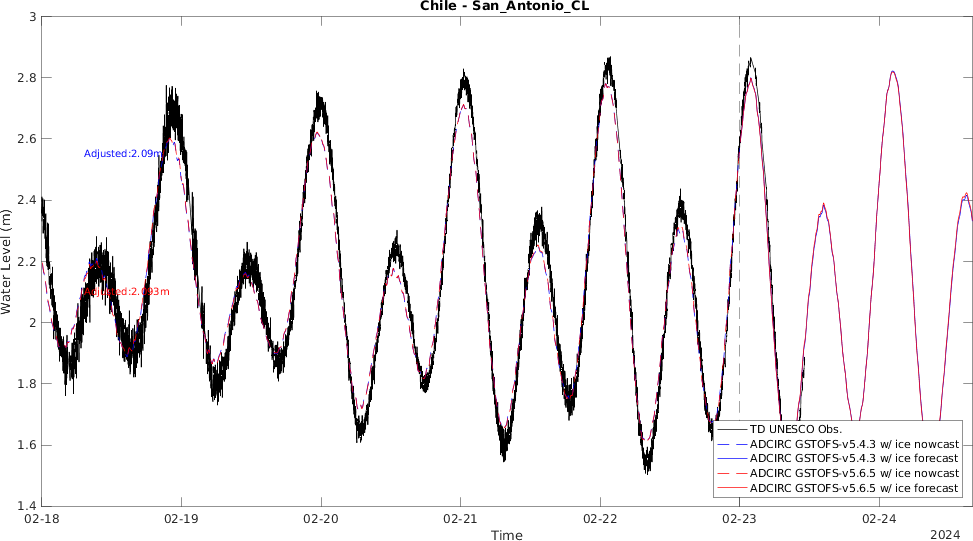 Chile - San_Antonio_CL
Water Level (m)
3
2.8
2.6
2.4
2.2
2
1.8
1.6
1.4
Adjusted:2.09m
Adjusted:2.093m
TD UNESCO Obs.
ADCIRC GSTOFS-v5.4.3 w/ ice nowcast
ADCIRC GSTOFS-v5.4.3 w/ ice forecast
ADCIRC GSTOFS-v5.6.5 w/ ice nowcast
ADCIRC GSTOFS-v5.6.5 w/ ice forecast
02-18 02-19 02-20 02-21 02-22 02-23 02-24
Time
2024